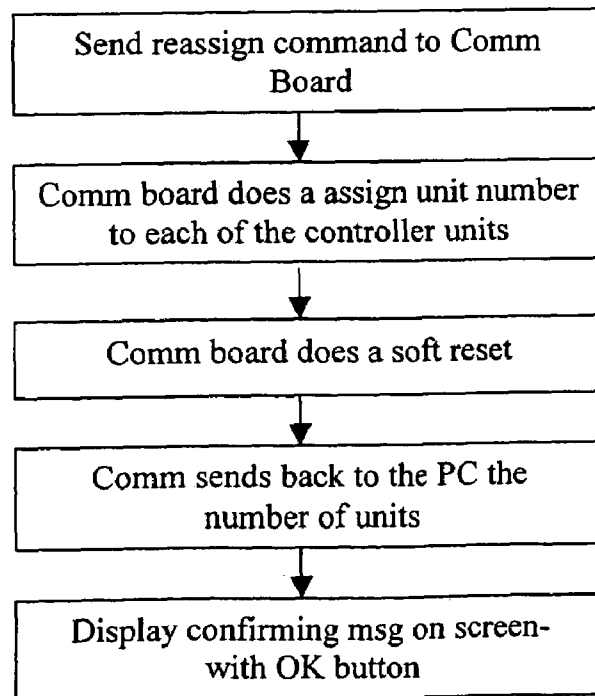 Send reassign command to Comm
Board
Comm board does a assign unit number
to each of the controller units
Comm board does a soft reset
Comm sends back to the PC the
number of units
Display confirming msg on screen-
with OK button